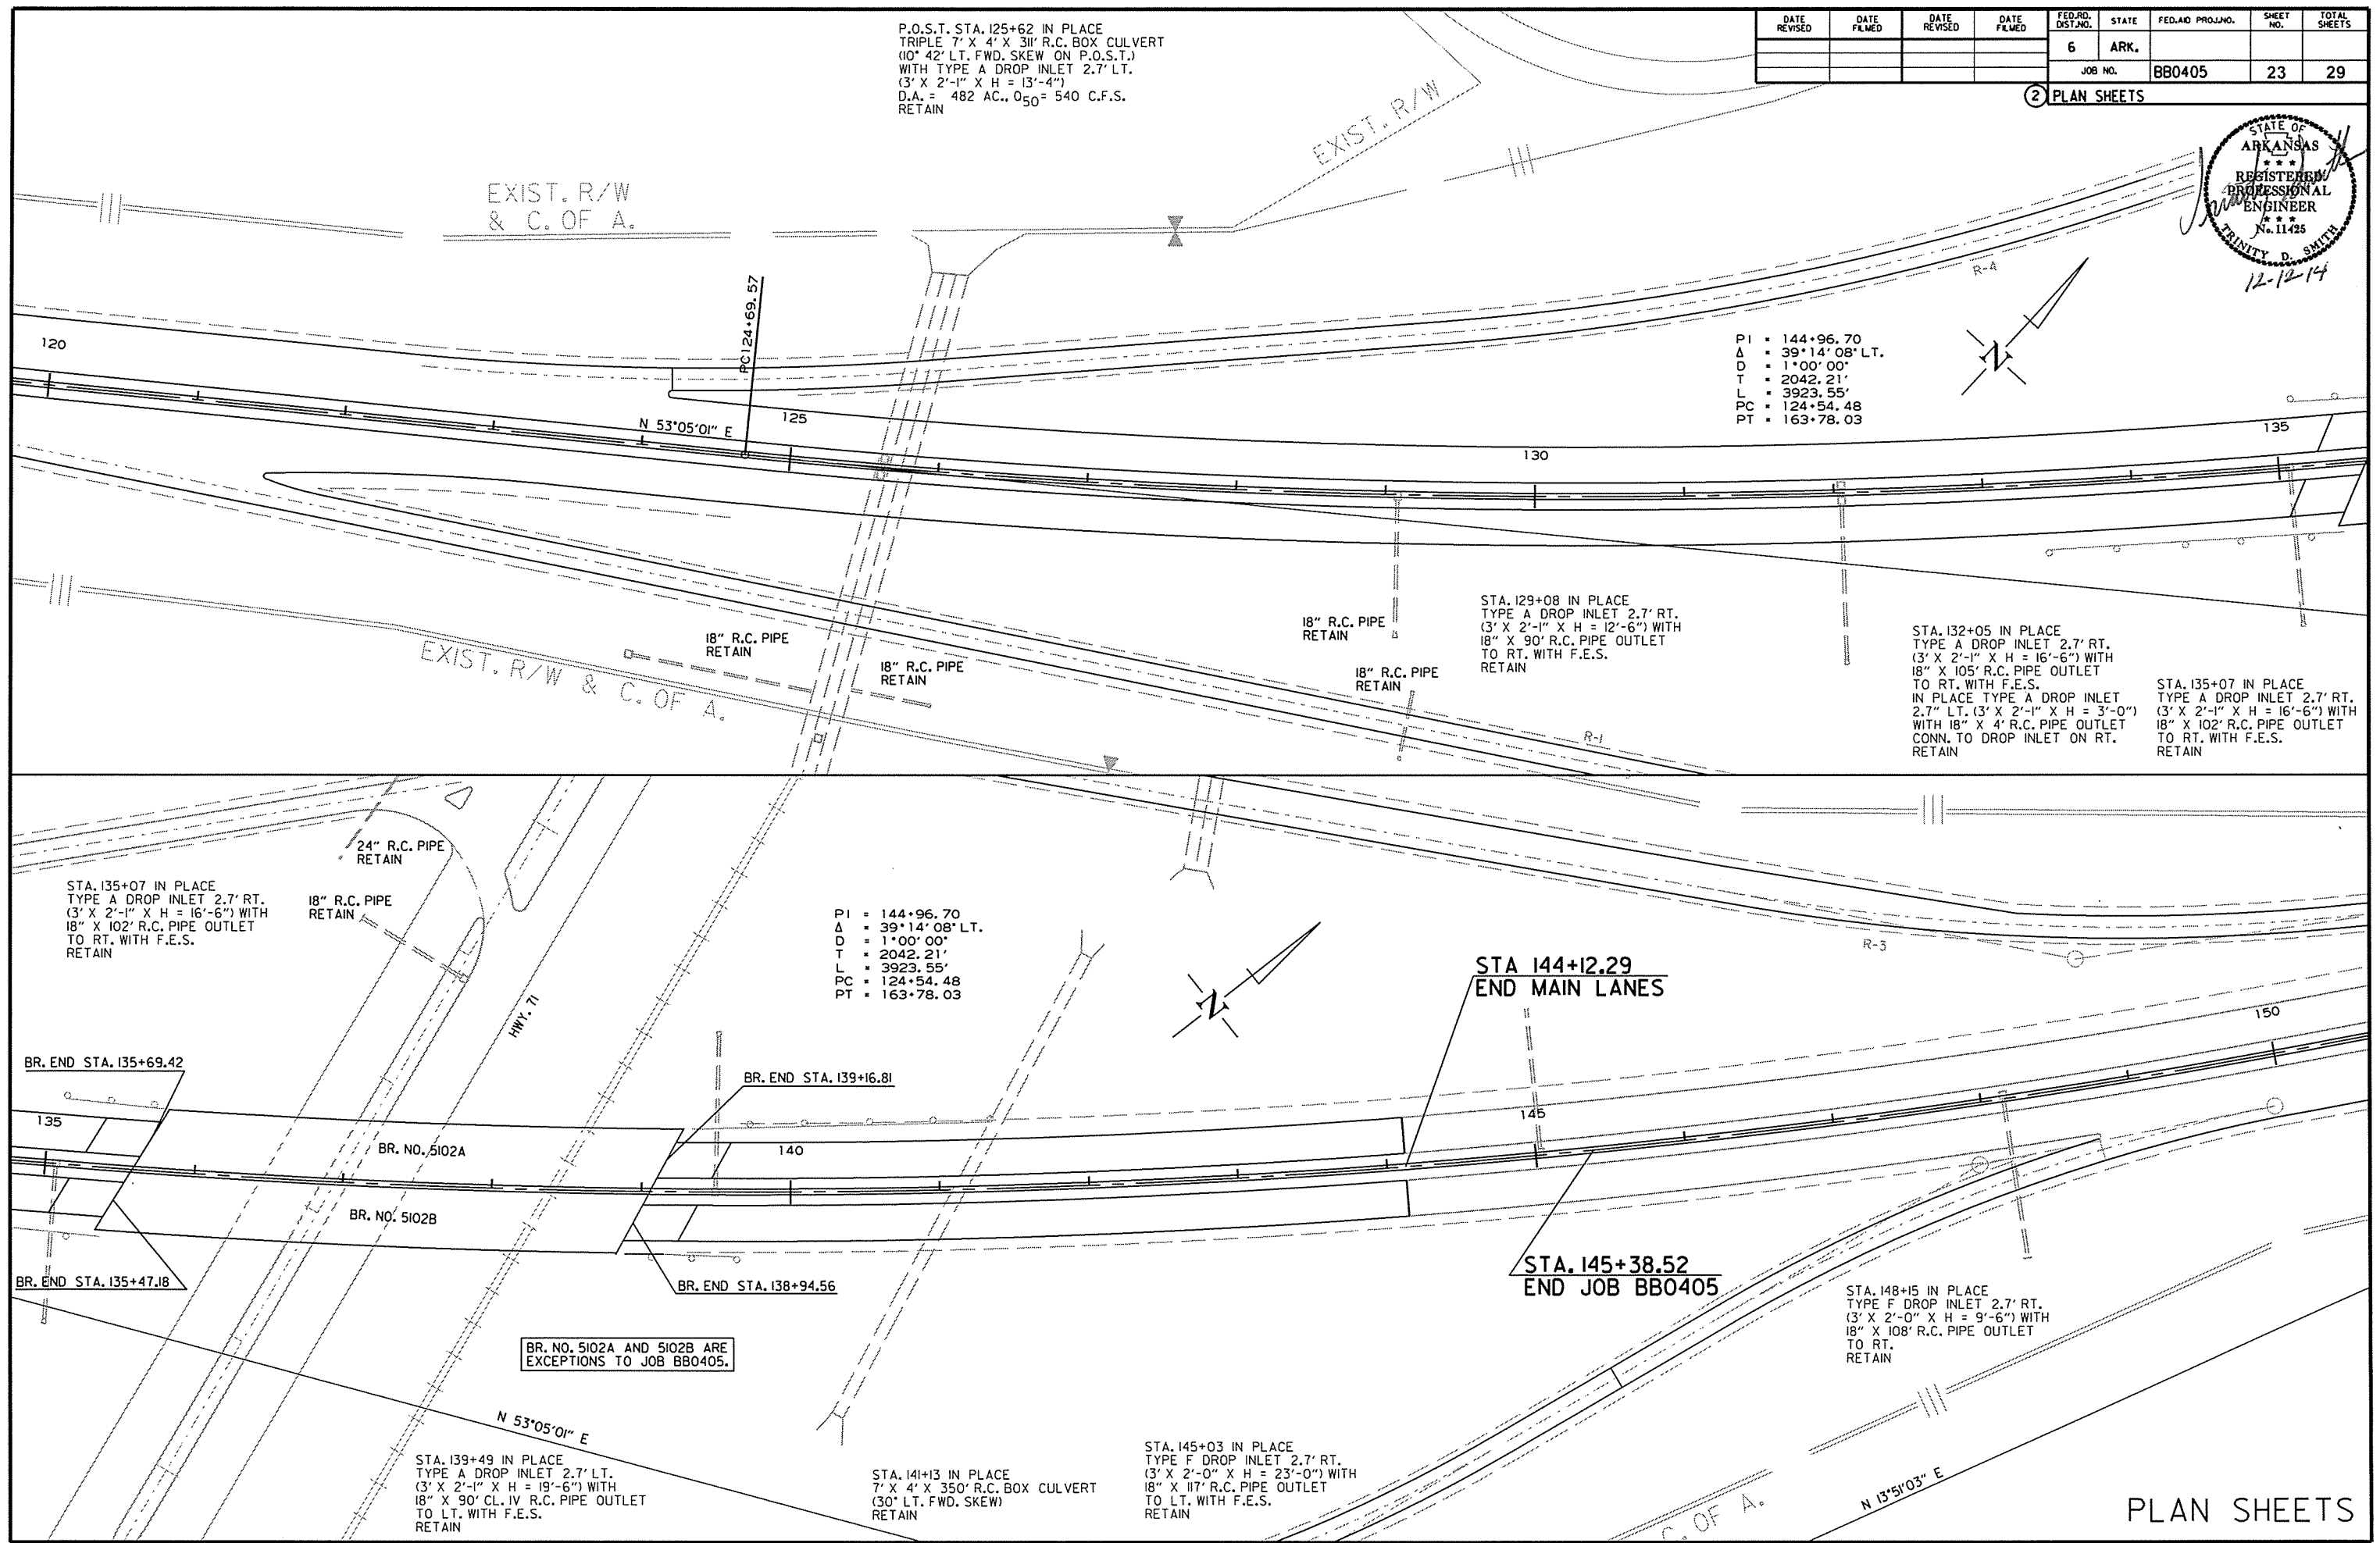 P.O.S.T. STA. 125+62 IN PLACE
TRIPLE 7' X 4' X 311' R.C. BOX CULVERT
(10° 42' LT. FWD. SKEW ON P.O.S.T.)
WITH TYPE A DROP INLET 2.7' LT.
(3' X 2'-1" X H = 13'-4")
D.A. = 482 AC., Q50 = 540 C.F.S.
RETAIN
DATE REVISED
DATE FILMED
DATE REVISED
DATE FILMED
FED.RD. DIST.NO.
STATE
FED.AID PROJ.NO.
SHEET NO.
TOTAL SHEETS
6
ARK.
JOB NO.
BB0405
23
29
2 PLAN SHEETS
STATE OF
ARKANSAS
REGISTERED
PROFESSIONAL
ENGINEER
No. 11425
TRINITY D. SMITH
12-12-14
EXIST. R/W
EXIST. R/W
& C. OF A.
R-4
PC124+69.57
120
N 53°05'01" E
125
130
135
PI = 144+96.70
Δ = 39°14'08" LT.
D = 1°00'00"
T = 2042.21'
L = 3923.55'
PC = 124+54.48
PT = 163+78.03
N
EXIST. R/W & C. OF A.
18" R.C. PIPE
RETAIN
18" R.C. PIPE
RETAIN
18" R.C. PIPE
RETAIN
18" R.C. PIPE
RETAIN
STA. 129+08 IN PLACE
TYPE A DROP INLET 2.7' RT.
(3' X 2'-1" X H = 12'-6") WITH
18" X 90' R.C. PIPE OUTLET
TO RT. WITH F.E.S.
RETAIN
R-1
STA. 132+05 IN PLACE
TYPE A DROP INLET 2.7' RT.
(3' X 2'-1" X H = 16'-6") WITH
18" X 105' R.C. PIPE OUTLET
TO RT. WITH F.E.S.
IN PLACE TYPE A DROP INLET
2.7" LT. (3' X 2'-1" X H = 3'-0")
WITH 18" X 4' R.C. PIPE OUTLET
CONN. TO DROP INLET ON RT.
RETAIN
STA. 135+07 IN PLACE
TYPE A DROP INLET 2.7' RT.
(3' X 2'-1" X H = 16'-6") WITH
18" X 102' R.C. PIPE OUTLET
TO RT. WITH F.E.S.
RETAIN
24" R.C. PIPE
RETAIN
STA. 135+07 IN PLACE
TYPE A DROP INLET 2.7' RT.
(3' X 2'-1" X H = 16'-6") WITH
18" X 102' R.C. PIPE OUTLET
TO RT. WITH F.E.S.
RETAIN
18" R.C. PIPE
RETAIN
HWY. 71
PI = 144+96.70
Δ = 39°14'08" LT.
D = 1°00'00"
T = 2042.21'
L = 3923.55'
PC = 124+54.48
PT = 163+78.03
N
R-3
STA 144+12.29
END MAIN LANES
150
BR. END STA. 135+69.42
BR. END STA. 139+16.81
135
140
145
BR. NO. 5102A
BR. NO. 5102B
BR. END STA. 135+47.18
BR. END STA. 138+94.56
STA. 145+38.52
END JOB BB0405
BR. NO. 5102A AND 5102B ARE
EXCEPTIONS TO JOB BB0405.
STA. 148+15 IN PLACE
TYPE F DROP INLET 2.7' RT.
(3' X 2'-0" X H = 9'-6") WITH
18" X 108' R.C. PIPE OUTLET
TO RT.
RETAIN
N 53°05'01" E
STA. 139+49 IN PLACE
TYPE A DROP INLET 2.7' LT.
(3' X 2'-1" X H = 19'-6") WITH
18" X 90' CL. IV R.C. PIPE OUTLET
TO LT. WITH F.E.S.
RETAIN
STA. 141+13 IN PLACE
7' X 4' X 350' R.C. BOX CULVERT
(30° LT. FWD. SKEW)
RETAIN
STA. 145+03 IN PLACE
TYPE F DROP INLET 2.7' RT.
(3' X 2'-0" X H = 23'-0") WITH
18" X 117' R.C. PIPE OUTLET
TO LT. WITH F.E.S.
RETAIN
C. OF A.
N 13°51'03" E
PLAN SHEETS